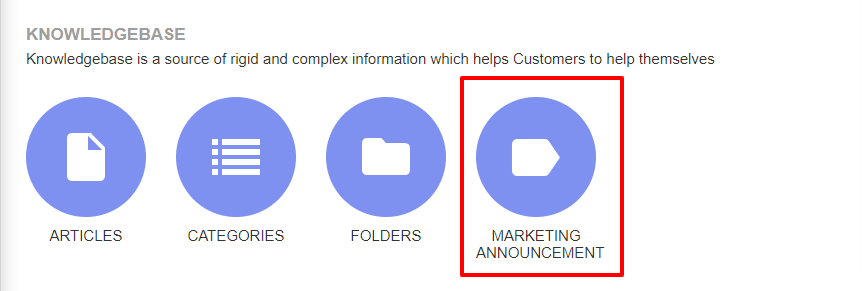 KNOWLEDGEBASE
Knowledgebase is a source of rigid and complex information which helps Customers to help themselves
ARTICLES
CATEGORIES
FOLDERS
MARKETING
ANNOUNCEMENT